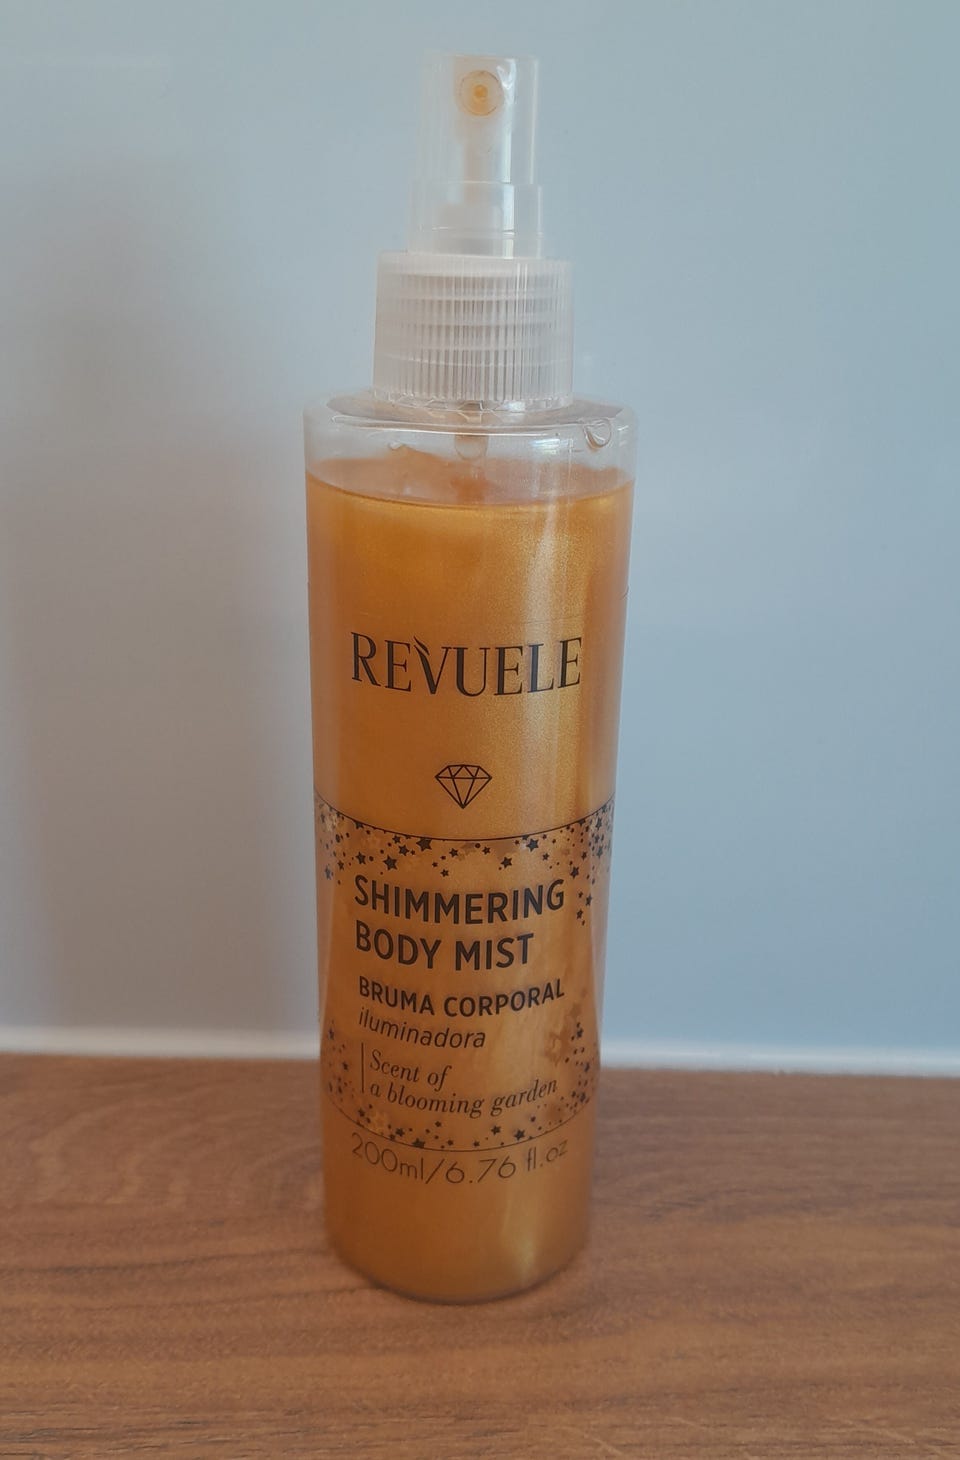 REVUELE
SHIMMERING
BODY MIST
BRUMA CORPORAL
iluminadora
Scent of
a blooming garden
200ml/6.76 fl.oz